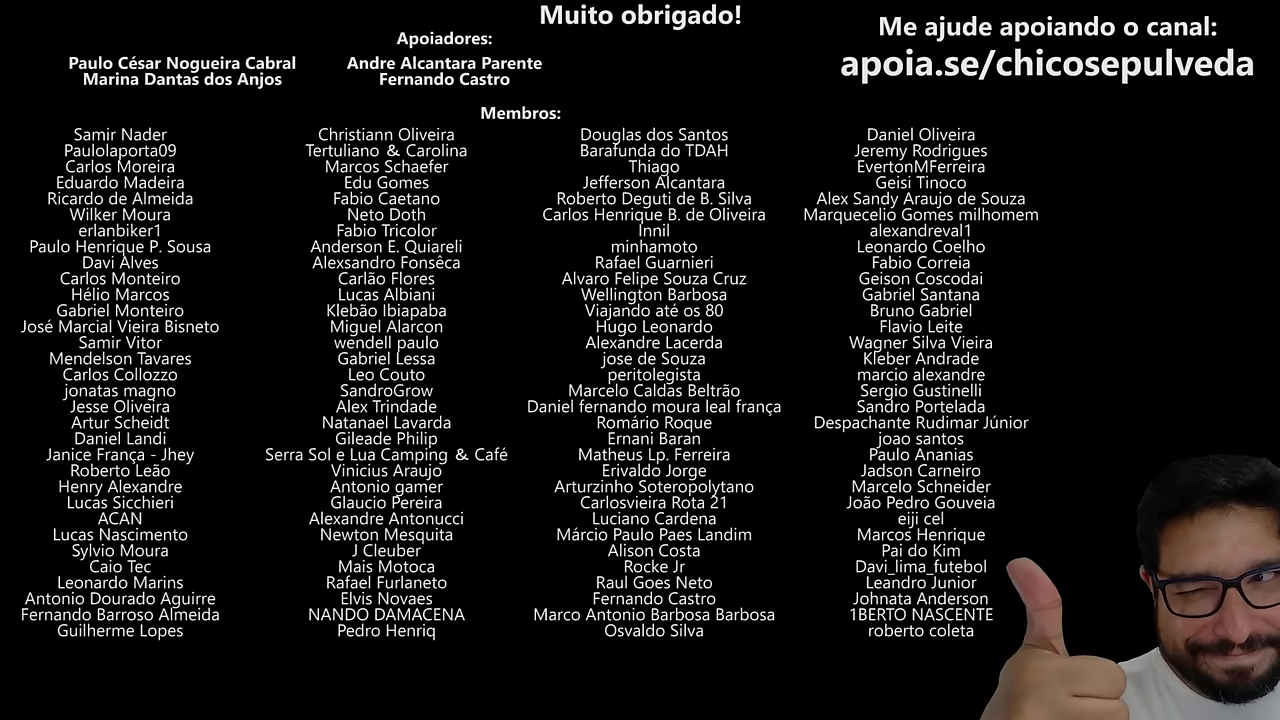 Muito obrigado!
Me ajude apoiando o canal:
apoia.se/chicosepulveda
Apoiadores:
Paulo César Nogueira Cabral
Marina Dantas dos Anjos
Andre Alcantara Parente
Fernando Castro
Membros:
Samir Nader
Paulolaporta09
Carlos Moreira
Eduardo Madeira
Ricardo de Almeida
Wilker Moura
erlanbiker1
Paulo Henrique P. Sousa
Davi Alves
Carlos Monteiro
Hélio Marcos
Gabriel Monteiro
José Marcial Vieira Bisneto
Samir Vitor
Mendelson Tavares
Carlos Collozzo
jonatas magno
Jesse Oliveira
Artur Scheidt
Daniel Landi
Janice França - Jhey
Roberto Leão
Henry Alexandre
Lucas Sicchieri
ACAN
Lucas Nascimento
Sylvio Moura
Caio Tec
Leonardo Marins
Antonio Dourado Aguirre
Fernando Barroso Almeida
Guilherme Lopes
Christiann Oliveira
Tertuliano & Carolina
Marcos Schaefer
Edu Gomes
Fabio Caetano
Neto Doth
Fabio Tricolor
Anderson E. Quiareli
Alexsandro Fonsêca
Carlão Flores
Lucas Albiani
Klebão Ibiapaba
Miguel Alarcon
wendell paulo
Gabriel Lessa
Leo Couto
SandroGrow
Alex Trindade
Natanael Lavarda
Gileade Philip
Serra Sol e Lua Camping & Café
Vinicius Araujo
Antonio gamer
Glaucio Pereira
Alexandre Antonucci
Newton Mesquita
J Cleuber
Mais Motoca
Rafael Furlaneto
Elvis Novaes
NANDO DAMACENA
Pedro Henriq
Douglas dos Santos
Barafunda do TDAH
Thiago
Jefferson Alcantara
Roberto Deguti de B. Silva
Carlos Henrique B. de Oliveira
Innil
minhamoto
Rafael Guarnieri
Alvaro Felipe Souza Cruz
Wellington Barbosa
Viajando até os 80
Hugo Leonardo
Alexandre Lacerda
jose de Souza
peritolegista
Marcelo Caldas Beltrão
Daniel fernando moura leal frança
Romário Roque
Ernani Baran
Matheus Lp. Ferreira
Erivaldo Jorge
Arturzinho Soteropolytano
Carlosvieira Rota 21
Luciano Cardena
Márcio Paulo Paes Landim
Alison Costa
Rocke Jr
Raul Goes Neto
Fernando Castro
Marco Antonio Barbosa Barbosa
Osvaldo Silva
Daniel Oliveira
Jeremy Rodrigues
EvertonMFerreira
Geisi Tinoco
Alex Sandy Araujo de Souza
Marquecelio Gomes milhomem
alexandreval1
Leonardo Coelho
Fabio Correia
Geison Coscodai
Gabriel Santana
Bruno Gabriel
Flavio Leite
Wagner Silva Vieira
Kleber Andrade
marcio alexandre
Sergio Gustinelli
Sandro Portelada
Despachante Rudimar Júnior
joao santos
Paulo Ananias
Jadson Carneiro
Marcelo Schneider
João Pedro Gouveia
eiji cel
Marcos Henrique
Pai do Kim
Davi_lima_futebol
Leandro Junior
Johnata Anderson
1BERTO NASCENTE
roberto coleta